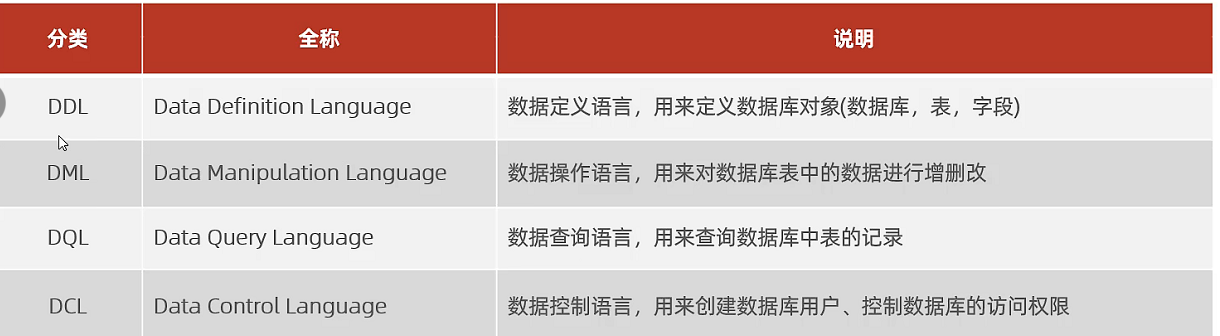 分类 全称 说明
DDL Data Definition Language 数据定义语言，用来定义数据库对象(数据库，表，字段)
DML Data Manipulation Language 数据操作语言，用来对数据库表中的数据进行增删改
DQL Data Query Language 数据查询语言，用来查询数据库中表的记录
DCL Data Control Language 数据控制语言，用来创建数据库用户、控制数据库的访问权限